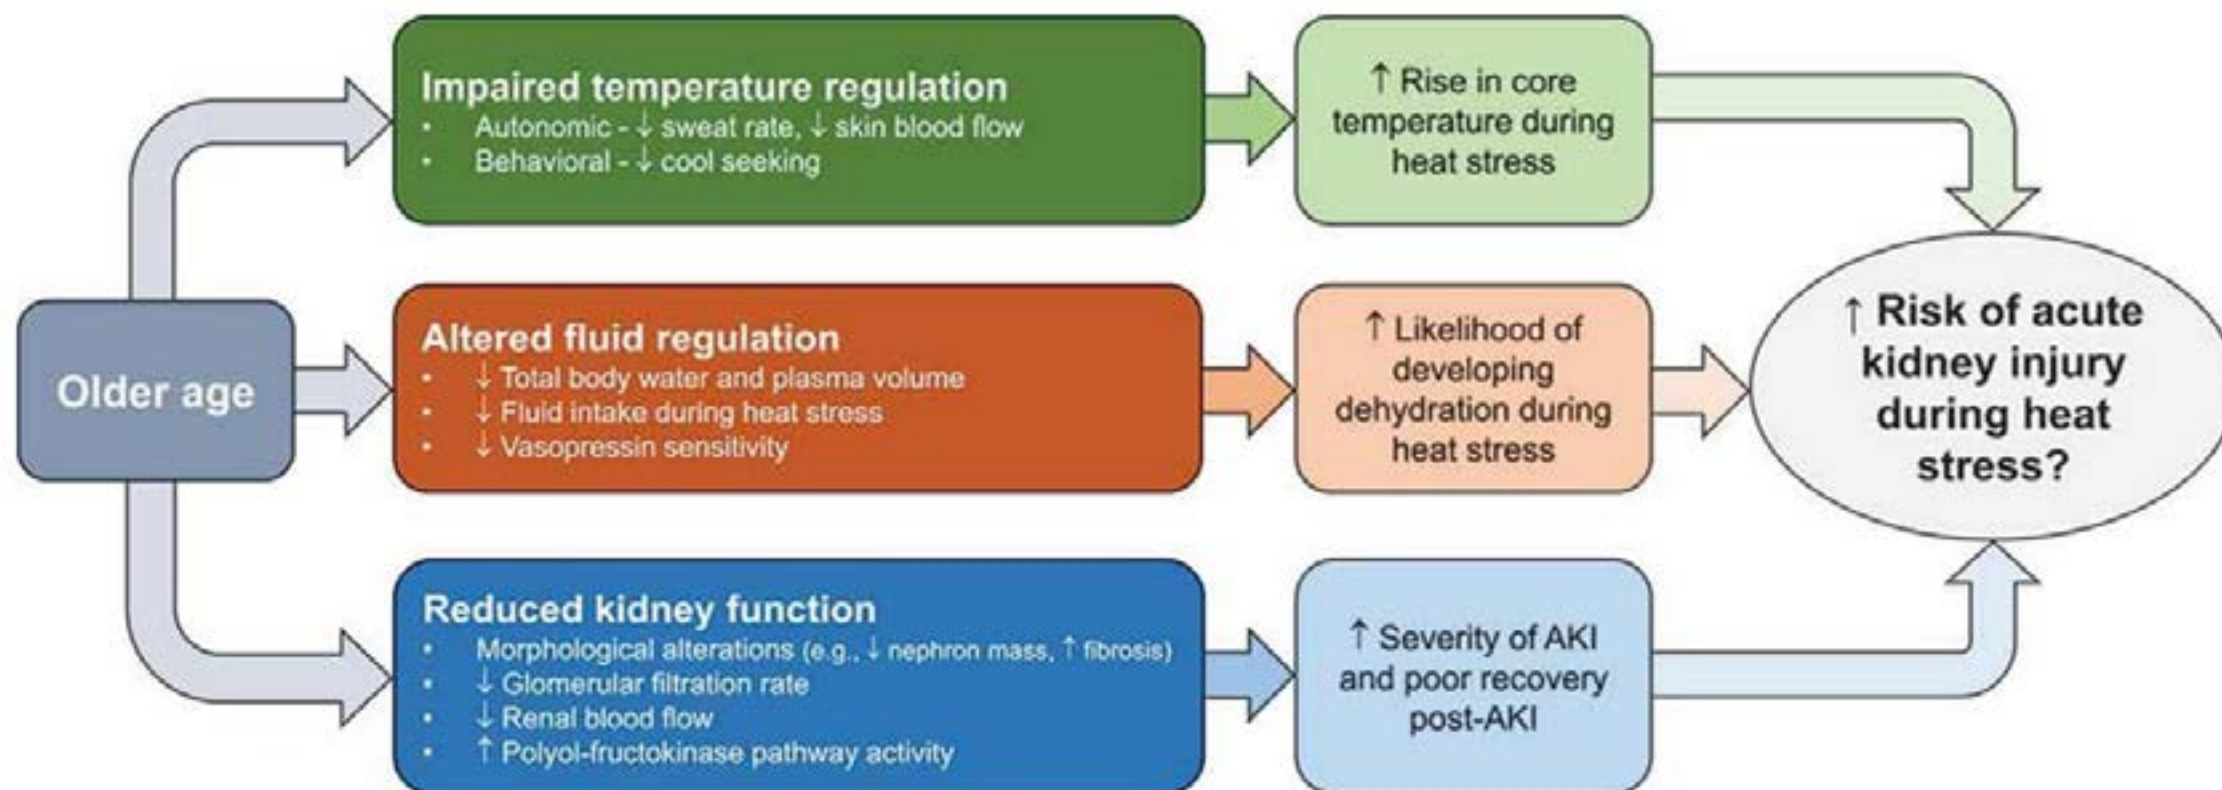 Older age
Impaired temperature regulation
• Autonomic - ↓ sweat rate, ↓ skin blood flow
• Behavioral - ↓ cool seeking
↑ Rise in core
temperature during
heat stress
Altered fluid regulation
• ↓ Total body water and plasma volume
• ↓ Fluid intake during heat stress
• ↓ Vasopressin sensitivity
↑ Likelihood of
developing
dehydration during
heat stress
Reduced kidney function
• Morphological alterations (e.g., ↓ nephron mass, ↑ fibrosis)
• ↓ Glomerular filtration rate
• ↓ Renal blood flow
• ↑ Polyol-fructokinase pathway activity
↑ Severity of AKI
and poor recovery
post-AKI
↑ Risk of acute
kidney injury
during heat
stress?